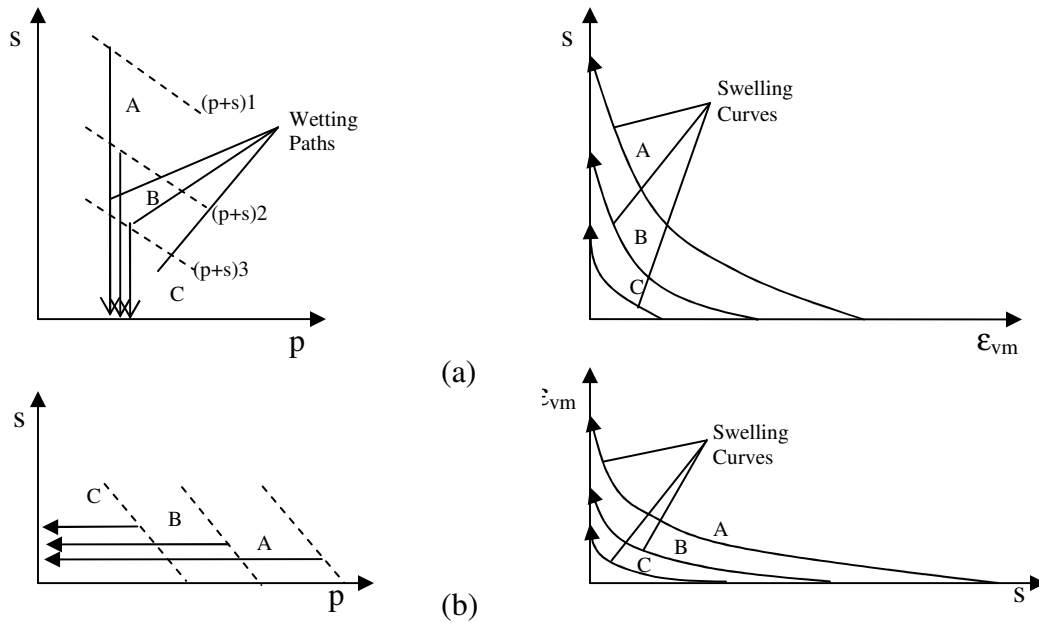 s
A
(p+s)1
Wetting
Paths
B
(p+s)2
(p+s)3
C
p
s
Swelling
Curves
A
B
C
εvm
(a)
s
C
B
A
p
εvm
Swelling
Curves
A
B
C
s
(b)